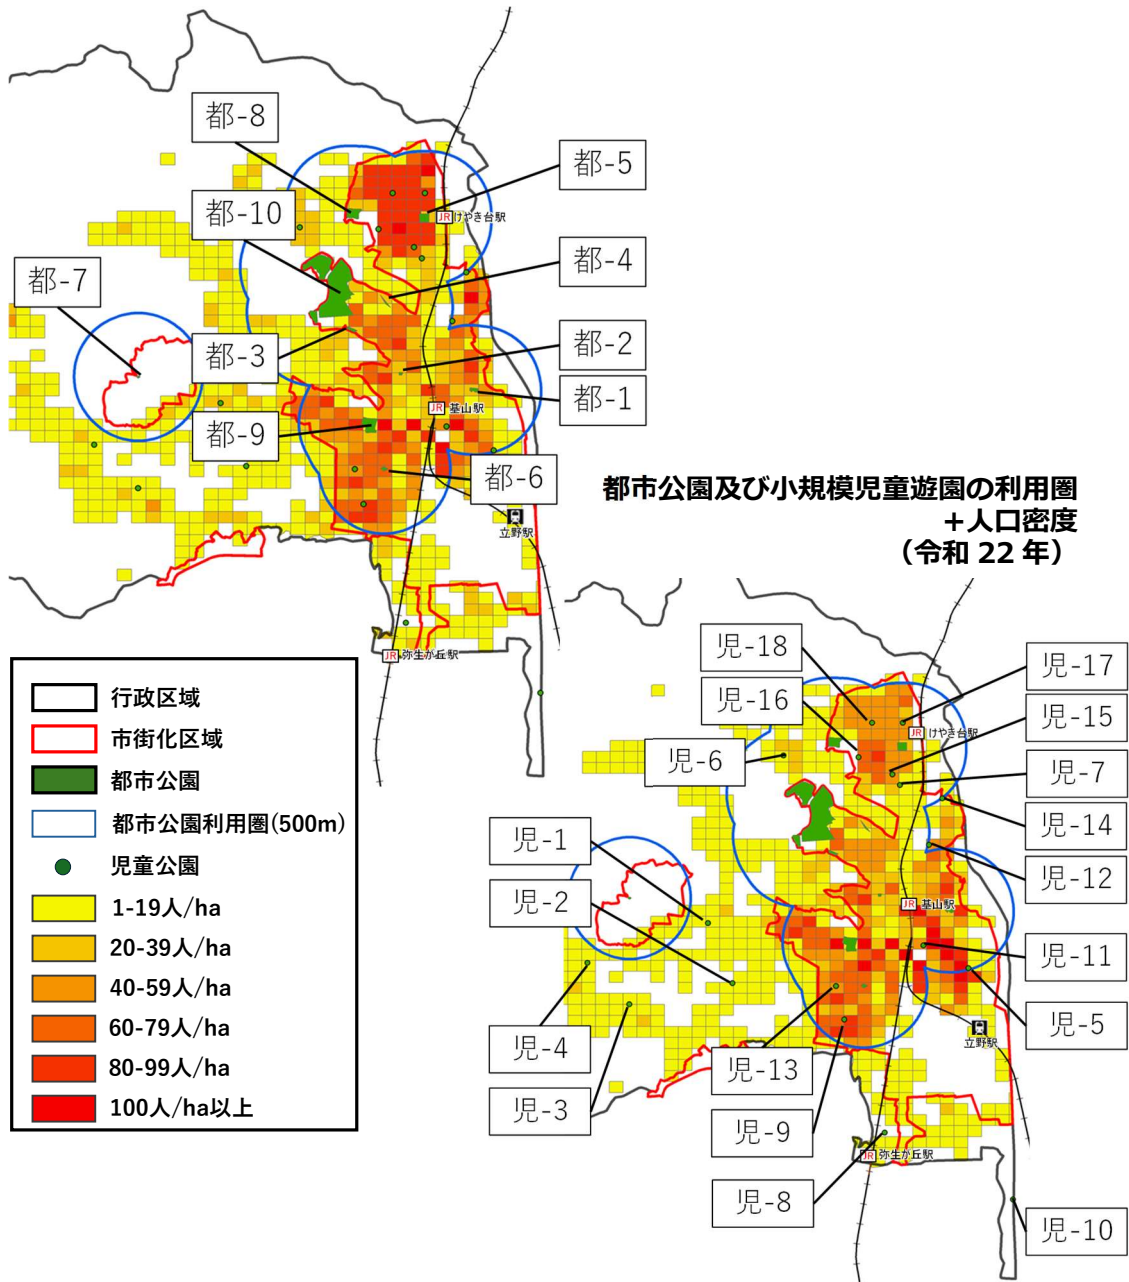 都-8
都-5
都-10
JR けやき台駅
都-4
都-7
都-3
都-2
都-1
JR 基山駅
都-9
都-6
立野駅
JR 弥生が丘駅
都市公園及び小規模児童遊園の利用圏
+人口密度
(令和 22 年)
行政区域
市街化区域
都市公園
都市公園利用圏(500m)
児童公園
1-19人/ha
20-39人/ha
40-59人/ha
60-79人/ha
80-99人/ha
100人/ha以上
児-18
児-17
児-16
児-15
JR けやき台駅
児-6
児-7
児-14
児-1
児-12
児-2
JR 基山駅
児-11
児-5
児-4
立野駅
児-13
児-3
児-9
JR 弥生が丘駅
児-8
児-10